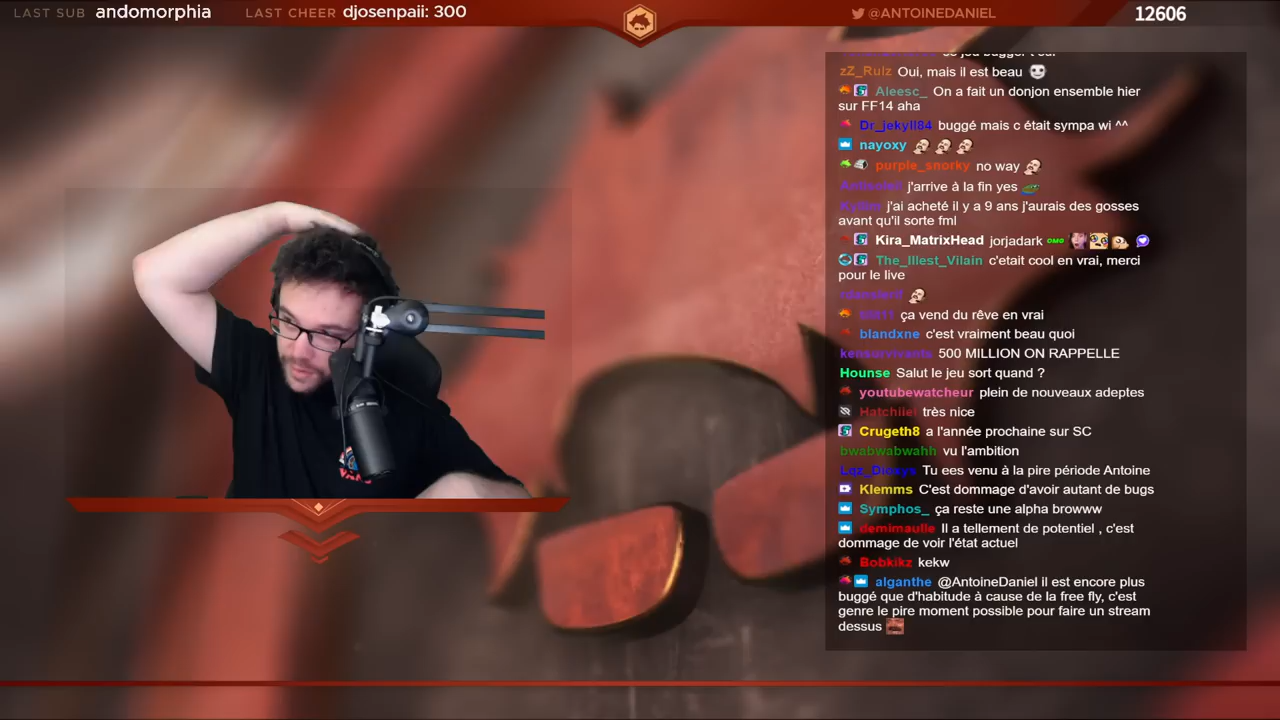 LAST SUB andomorphia LAST CHEER djosenpaii: 300 @ANTOINEDANIEL 12606
zZ_Ruiz Oui, mais il est beau
Aleesc_ On a fait un donjon ensemble hier
sur FF14 aha
Dr_jekyll84 buggé mais c était sympa wi ^^
nayoxy
purple_snorky no way
j'arrive à la fin yes
j'ai acheté il y a 9 ans j'aurais des gosses
avant qu'il sorte fml
Kira_MatrixHead jorjadark
The_Illest_Vilain c'etait cool en vrai, merci
pour le live
ça vend du rêve en vrai
blandxne c'est vraiment beau quoi
kensurvivants 500 MILLION ON RAPPELLE
Hounse Salut le jeu sort quand ?
youtubewatcheur plein de nouveaux adeptes
Hatchiiel très nice
Crugeth8 a l'année prochaine sur SC
bwabwabwahh vu l'ambition
Tu ees venu à la pire période Antoine
Klemms C'est dommage d'avoir autant de bugs
Symphos_ ça reste une alpha browww
demimaulle Il a tellement de potentiel , c'est
dommage de voir l'état actuel
Bobkikz kekw
alganthe @AntoineDaniel il est encore plus
buggé que d'habitude à cause de la free fly, c'est
genre le pire moment possible pour faire un stream
dessus